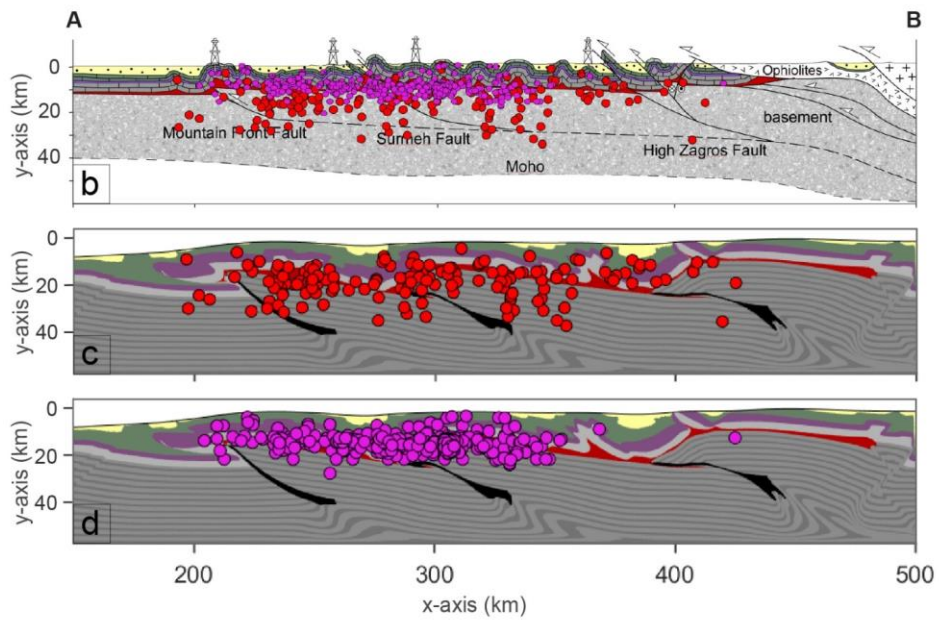 A B
0
20
40
y-axis (km)
b
Ophiolites
basement
Mountain Front Fault
Surmeh Fault
High Zagros Fault
Moho
0
20
40
y-axis (km)
c
0
20
40
y-axis (km)
d
200 300 400 500
x-axis (km)